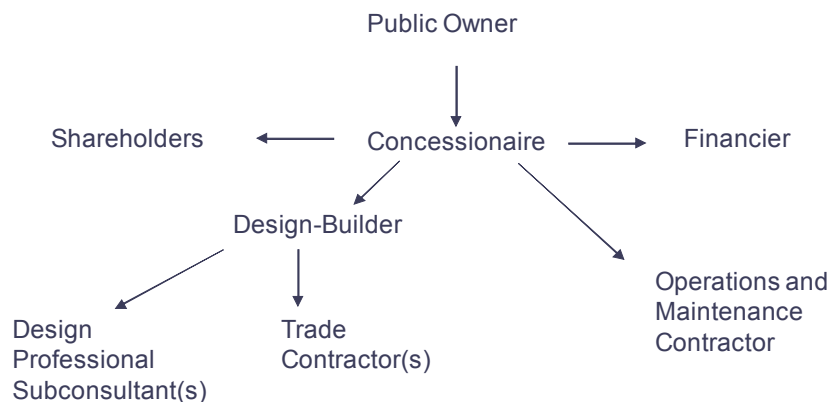 Public Owner
Shareholders
Concessionaire
Financier
Design-Builder
Operations and
Maintenance
Contractor
Design
Professional
Subconsultant(s)
Trade
Contractor(s)